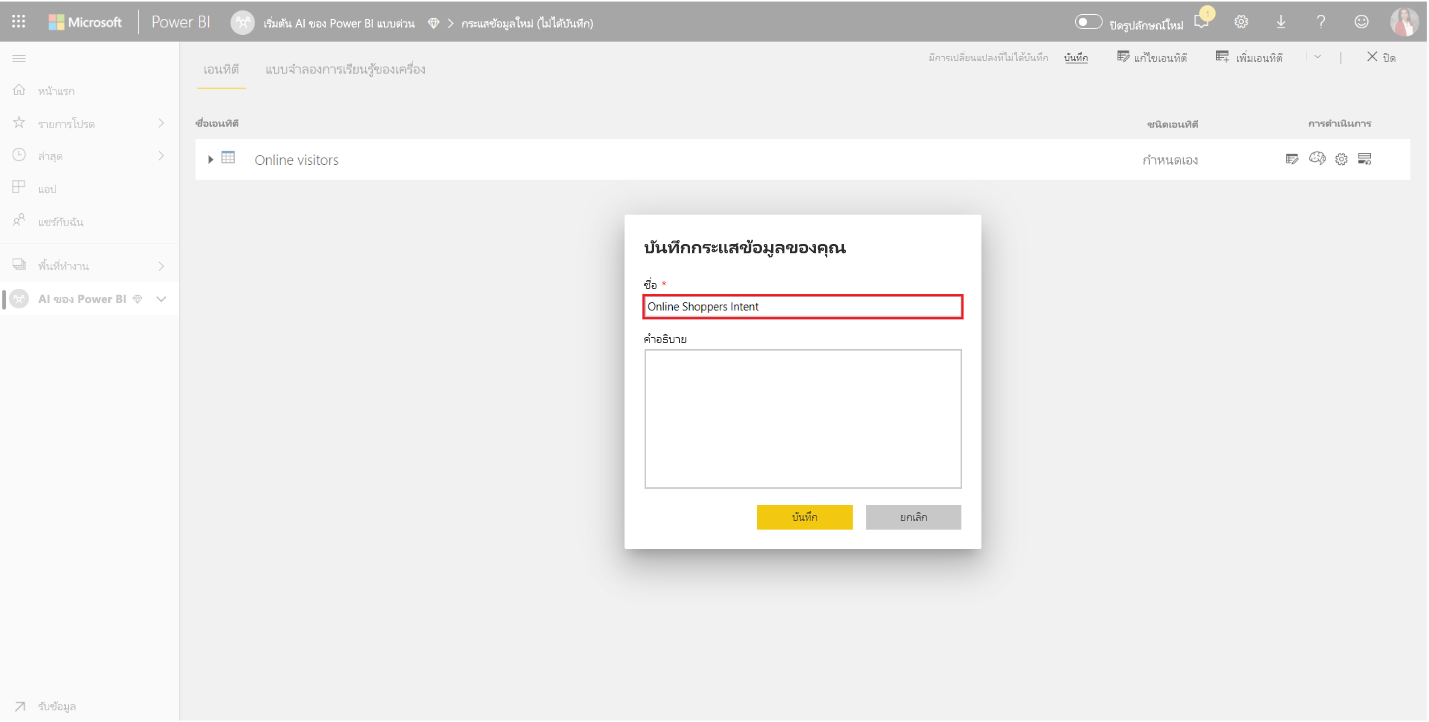 Microsoft Power BI เริ่มต้น AI ของ Power BI แบบด่วน > กระแสข้อมูลใหม่ (ไม่ได้บันทึก) ปิดรูปลักษณ์ใหม่ 1 ?
เอนทิตี แบบจำลองการเรียนรู้ของเครื่อง มีการเปลี่ยนแปลงที่ไม่ได้บันทึก บันทึก แก้ไขเอนทิตี เพิ่มเอนทิตี | ปิด
หน้าแรก
รายการโปรด
ล่าสุด
แอป
แชร์กับฉัน
พื้นที่ทำงาน
AI ของ Power BI
รับข้อมูล
ชื่อเอนทิตี ชนิดเอนทิตี การดำเนินการ
Online visitors กำหนดเอง
บันทึกกระแสข้อมูลของคุณ
ชื่อ *
Online Shoppers Intent
คำอธิบาย
บันทึก ยกเลิก